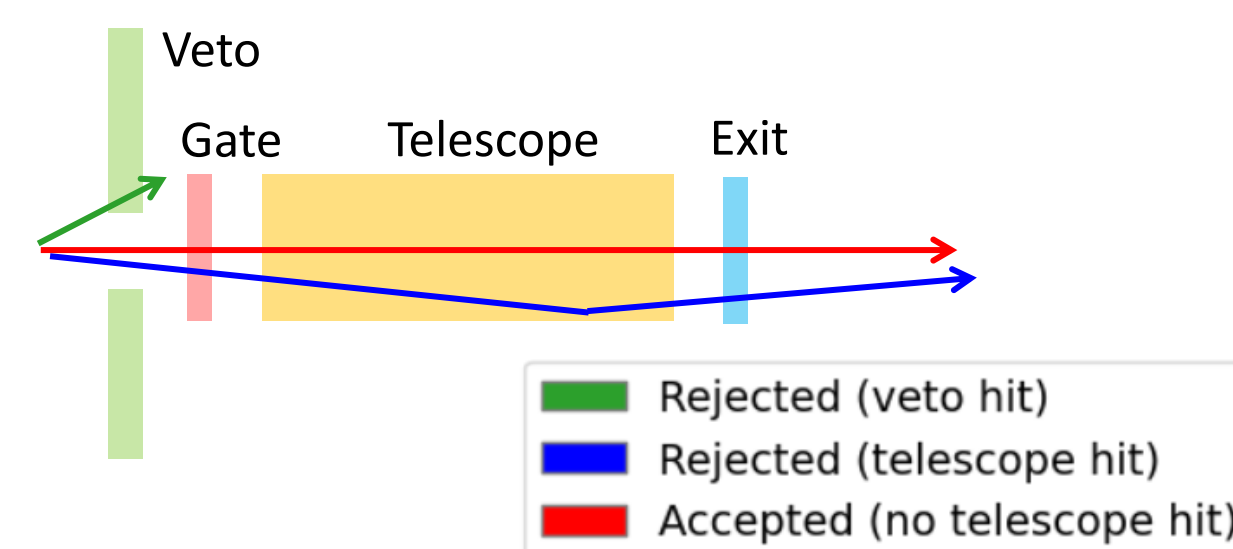 Veto
Gate
Telescope
Exit
Rejected (veto hit)
Rejected (telescope hit)
Accepted (no telescope hit)